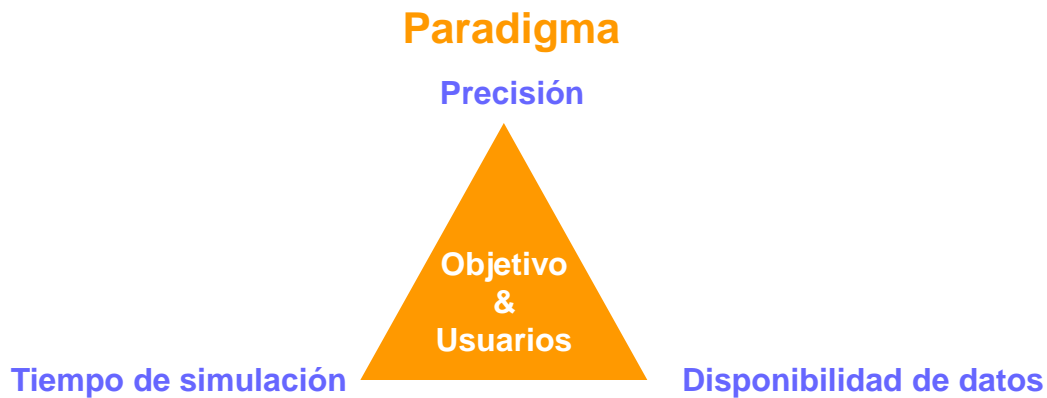 Paradigma
Precisión
Objetivo
&
Usuarios
Tiempo de simulación
Disponibilidad de datos